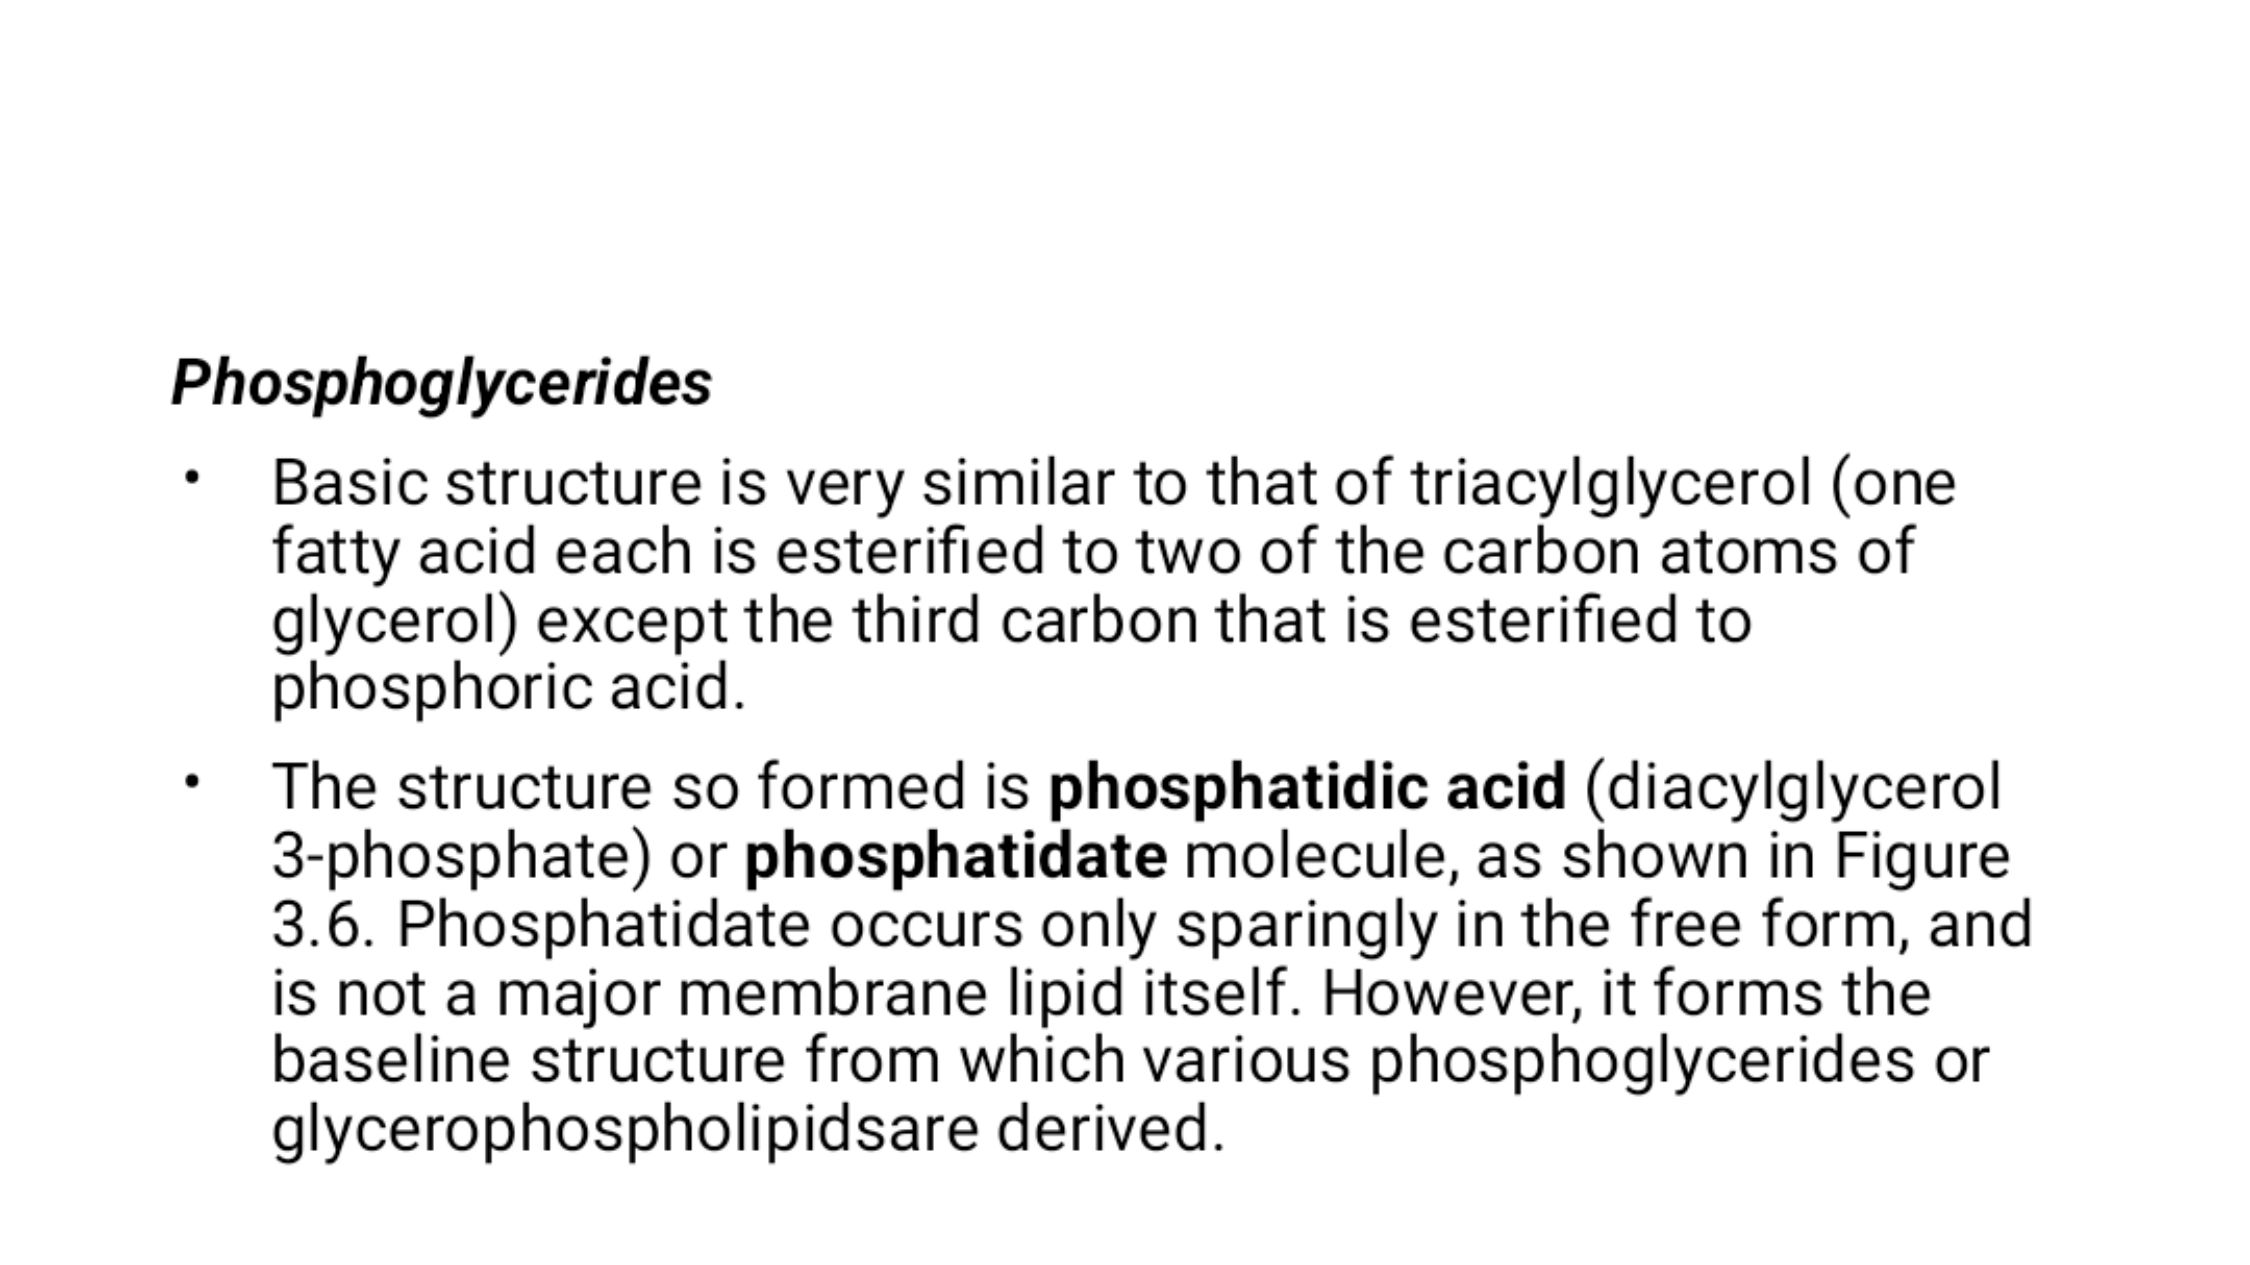 Phosphoglycerides
• Basic structure is very similar to that of triacylglycerol (one
fatty acid each is esterified to two of the carbon atoms of
glycerol) except the third carbon that is esterified to
phosphoric acid.
• The structure so formed is phosphatidic acid (diacylglycerol
3-phosphate) or phosphatidate molecule, as shown in Figure
3.6. Phosphatidate occurs only sparingly in the free form, and
is not a major membrane lipid itself. However, it forms the
baseline structure from which various phosphoglycerides or
glycerophospholipidsare derived.